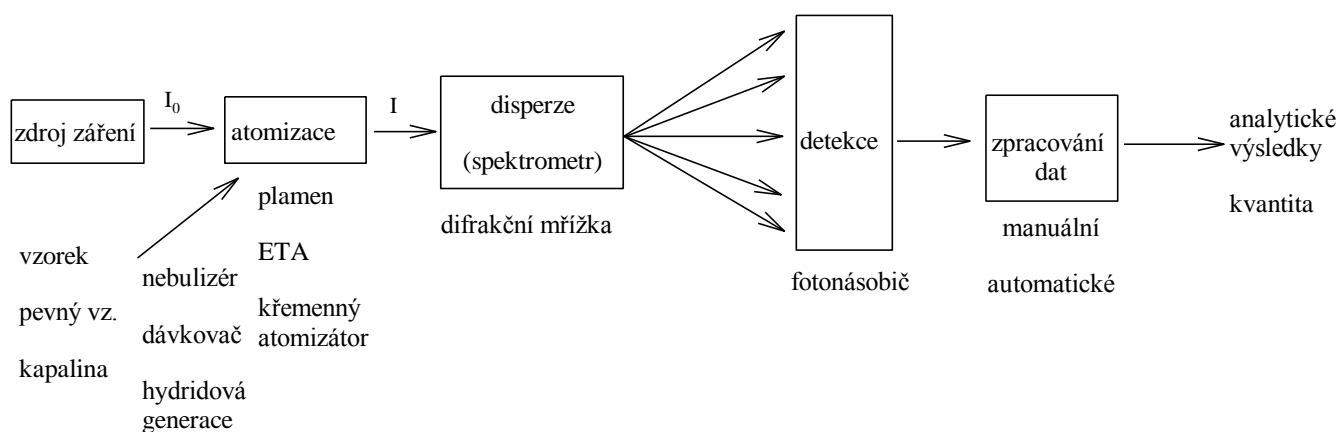 I₀
zdroj záření
atomizace
I
disperze
(spektrometr)
difrakční mřížka
detekce
fotonásobič
zpracování
dat
manuální
automatické
analytické
výsledky
kvantita
plamen
ETA
křemenný
atomizátor
vzorek
pevný vz.
kapalina
nebulizér
dávkovač
hydridová
generace